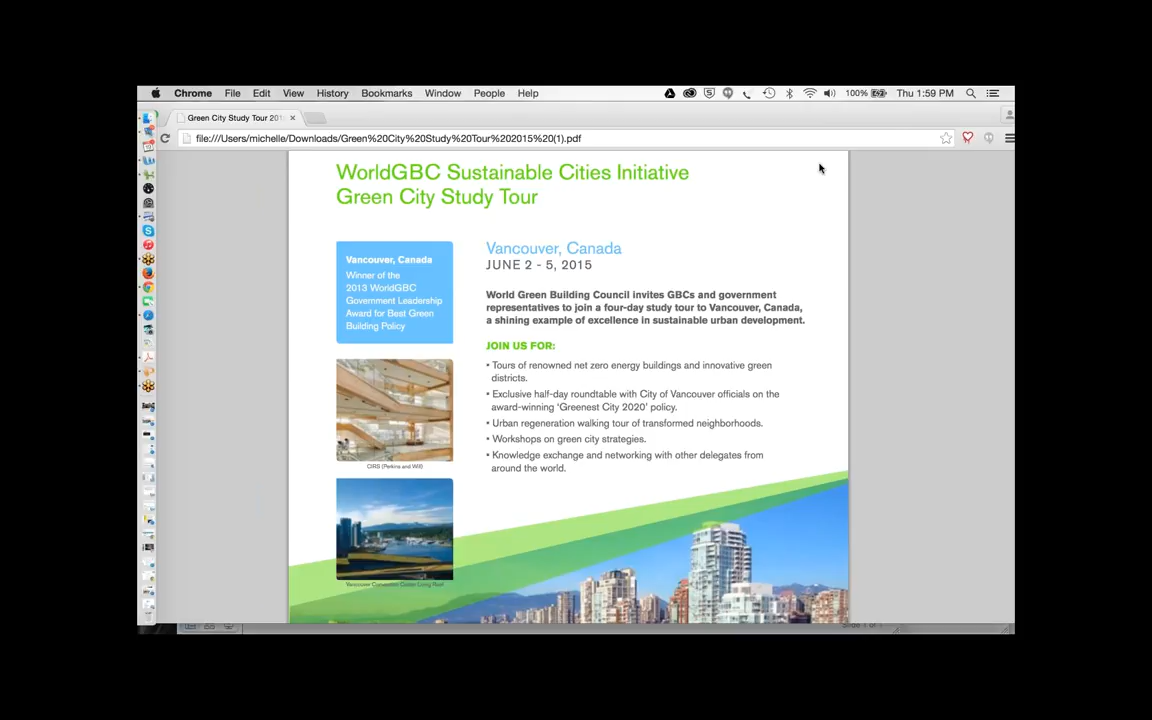 Chrome File Edit View History Bookmarks Window People Help 100% Thu 1:59 PM
Green City Study Tour 201
file:///Users/michelle/Downloads/Green%20City%20Study%20Tour%202015%20(1).pdf
WorldGBC Sustainable Cities Initiative
Green City Study Tour
Vancouver, Canada
Winner of the
2013 WorldGBC
Government Leadership
Award for Best Green
Building Policy
Vancouver, Canada
JUNE 2 - 5, 2015
World Green Building Council invites GBCs and government
representatives to join a four-day study tour to Vancouver, Canada,
a shining example of excellence in sustainable urban development.
JOIN US FOR:
• Tours of renowned net zero energy buildings and innovative green
districts.
• Exclusive half-day roundtable with City of Vancouver officials on the
award-winning ‘Greenest City 2020’ policy.
• Urban regeneration walking tour of transformed neighborhoods.
• Workshops on green city strategies.
• Knowledge exchange and networking with other delegates from
around the world.
CIRS (Perkins and Will)
Vancouver Convention Center Living Roof